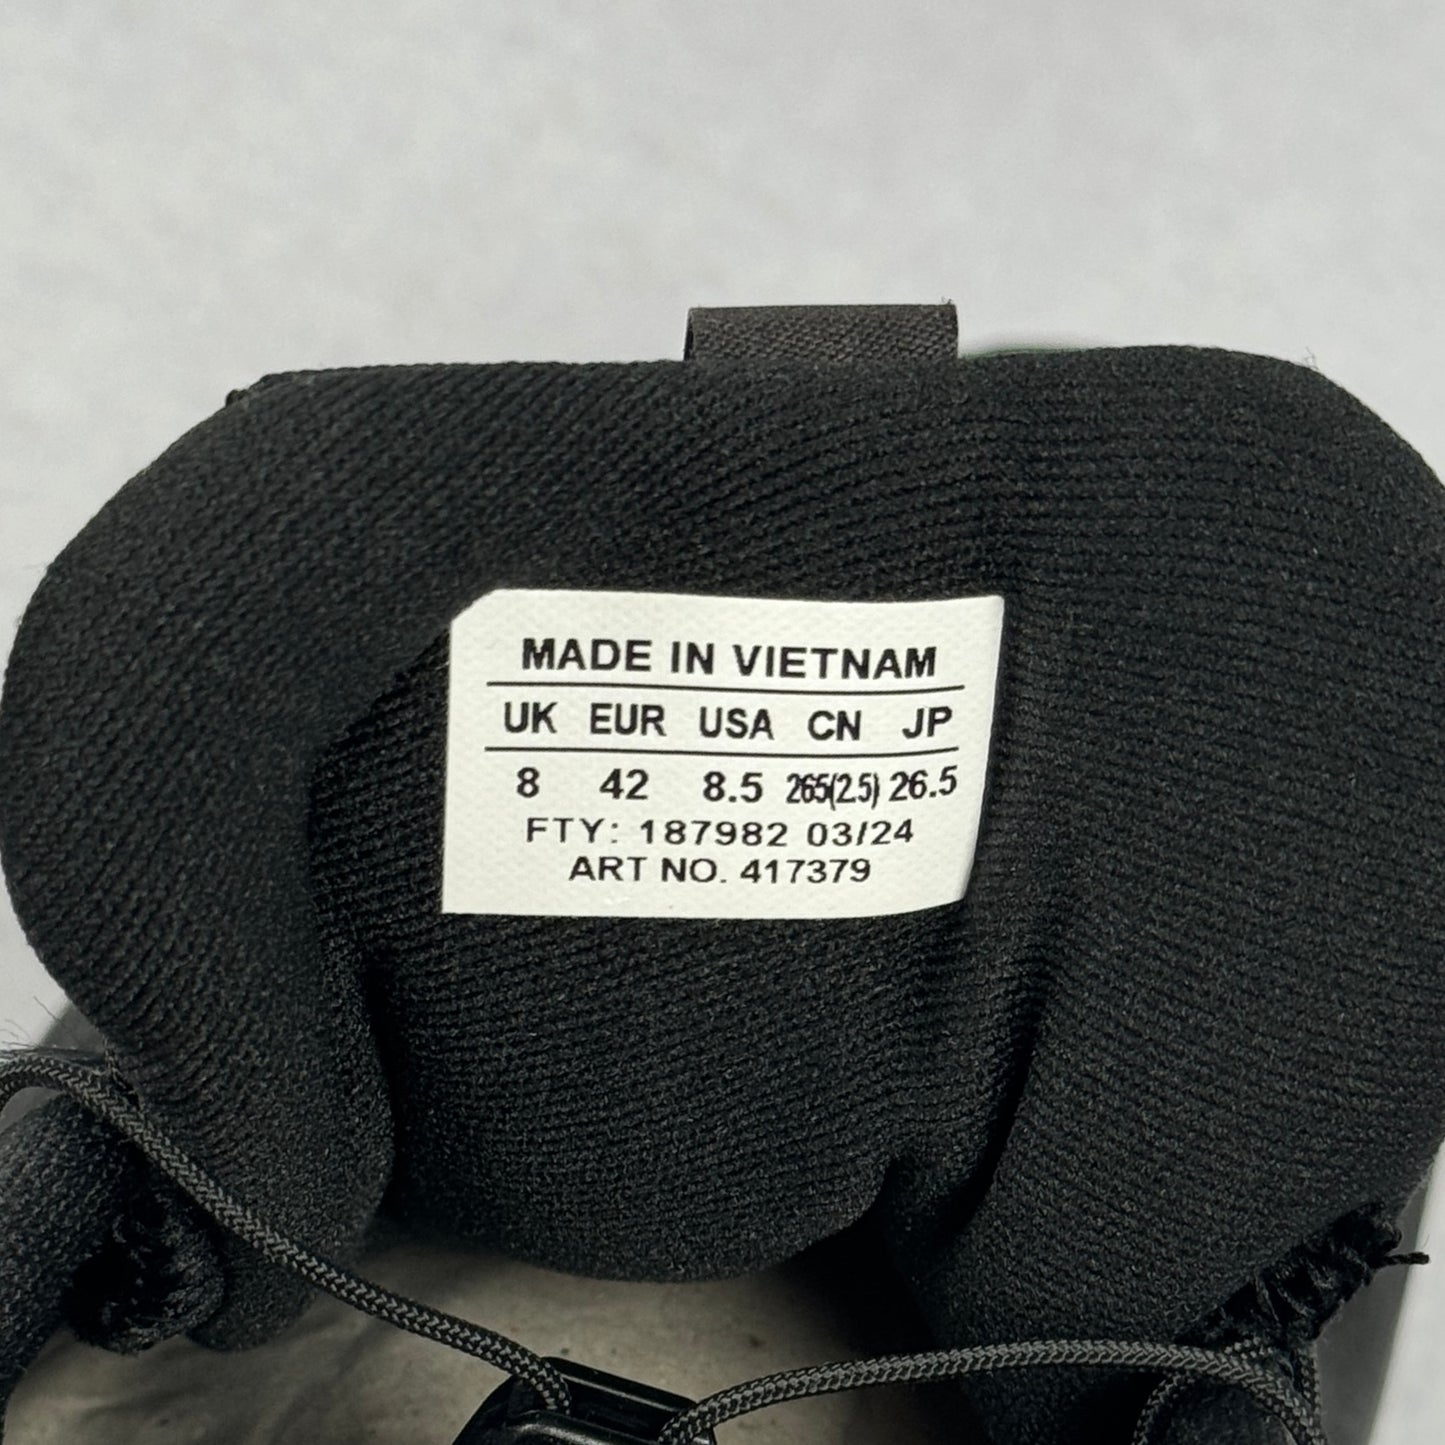 MADE IN VIETNAM
UK EUR USA CN JP
8 42 8.5 265(2.5) 26.5
FTY: 187982 03/24
ART NO. 417379